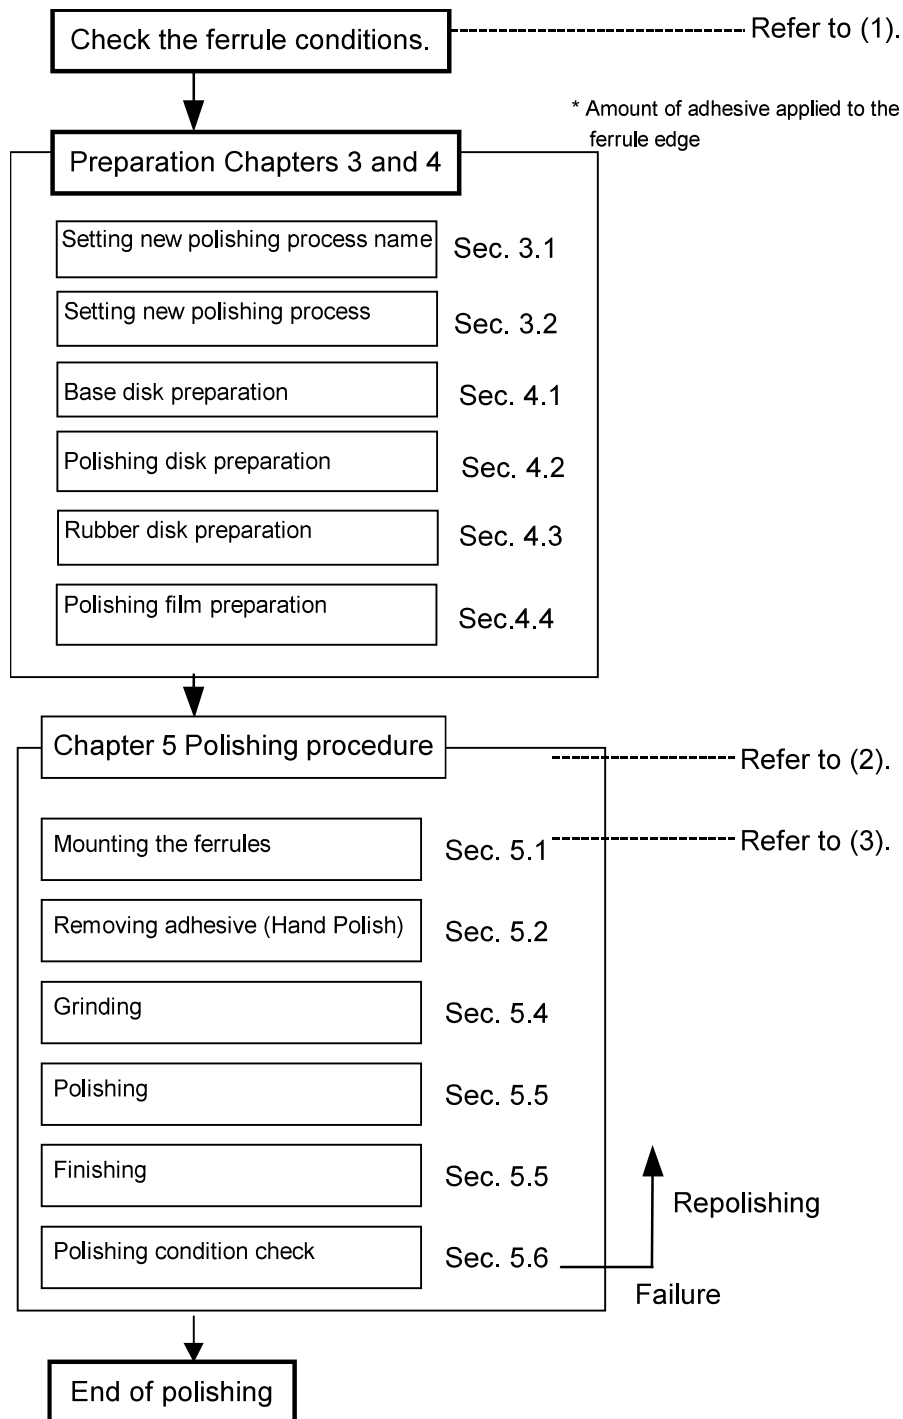 Check the ferrule conditions.
Refer to (1).
* Amount of adhesive applied to the
ferrule edge
Preparation Chapters 3 and 4
Setting new polishing process name
Sec. 3.1
Setting new polishing process
Sec. 3.2
Base disk preparation
Sec. 4.1
Polishing disk preparation
Sec. 4.2
Rubber disk preparation
Sec. 4.3
Polishing film preparation
Sec.4.4
Chapter 5 Polishing procedure
Refer to (2).
Mounting the ferrules
Sec. 5.1
Refer to (3).
Removing adhesive (Hand Polish)
Sec. 5.2
Grinding
Sec. 5.4
Polishing
Sec. 5.5
Finishing
Sec. 5.5
Repolishing
Polishing condition check
Sec. 5.6
Failure
End of polishing